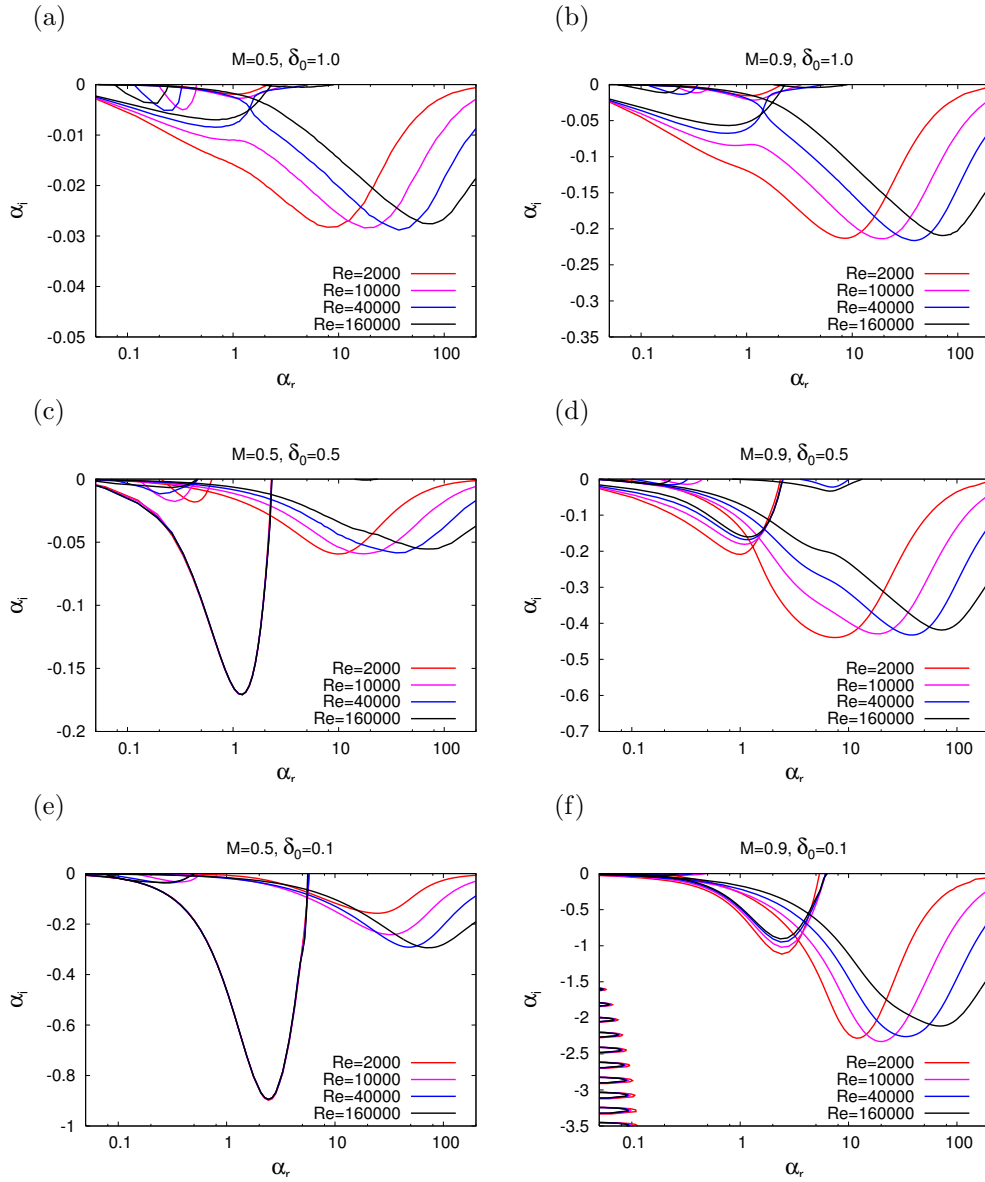 (a)
M=0.5, δ₀=1.0
0
-0.01
-0.02
-0.03
-0.04
-0.05
αᵢ
0.1 1 10 100
αᵣ
Re=2000
Re=10000
Re=40000
Re=160000
(b)
M=0.9, δ₀=1.0
0
-0.05
-0.1
-0.15
-0.2
-0.25
-0.3
-0.35
αᵢ
0.1 1 10 100
αᵣ
Re=2000
Re=10000
Re=40000
Re=160000
(c)
M=0.5, δ₀=0.5
0
-0.05
-0.1
-0.15
-0.2
αᵢ
0.1 1 10 100
αᵣ
Re=2000
Re=10000
Re=40000
Re=160000
(d)
M=0.9, δ₀=0.5
0
-0.1
-0.2
-0.3
-0.4
-0.5
-0.6
-0.7
αᵢ
0.1 1 10 100
αᵣ
Re=2000
Re=10000
Re=40000
Re=160000
(e)
M=0.5, δ₀=0.1
0
-0.2
-0.4
-0.6
-0.8
-1
αᵢ
0.1 1 10 100
αᵣ
Re=2000
Re=10000
Re=40000
Re=160000
(f)
M=0.9, δ₀=0.1
0
-0.5
-1
-1.5
-2
-2.5
-3
-3.5
αᵢ
0.1 1 10 100
αᵣ
Re=2000
Re=10000
Re=40000
Re=160000